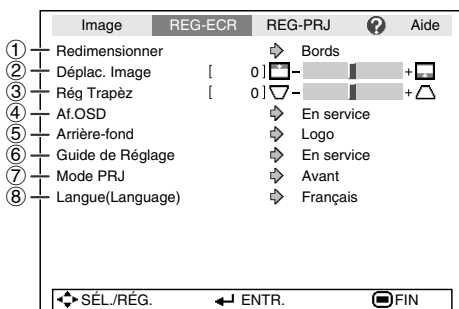 Image REG-ECR REG-PRJ ? Aide
① Redimensionner Bords
② Déplac. Image [ 0 ] − +
③ Rég Trapèz [ 0 ] − +
④ Af.OSD En service
⑤ Arrière-fond Logo
⑥ Guide de Réglage En service
⑦ Mode PRJ Avant
⑧ Langue(Language) Français
SÉL./RÉG. ENTR. FIN